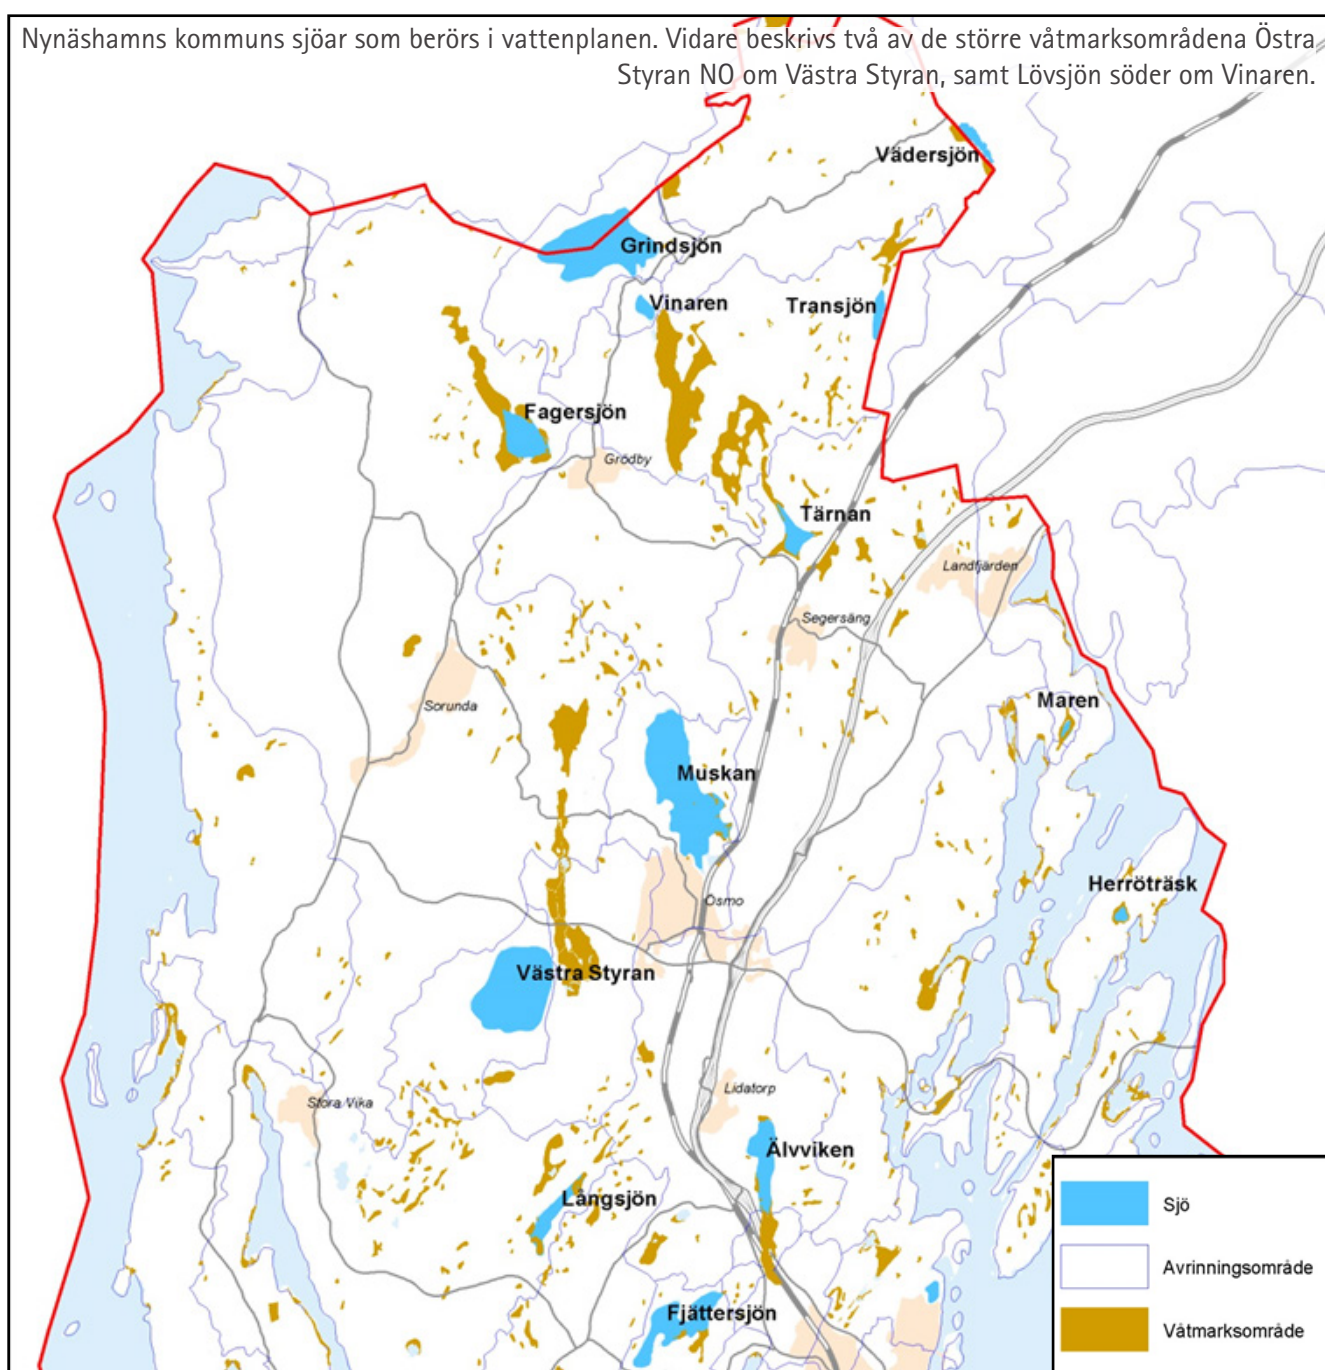 Nynäshamns kommuns sjöar som berörs i vattenplanen. Vidare beskrivs två av de större våtmarksområdena Östra
Styran NO om Västra Styran, samt Lövsjön söder om Vinaren.
Vädersjön
Grindsjön
Vinaren
Transjön
Fagersjön
Grödby
Tärnan
Landfjärden
Segersäng
Maren
Sorunda
Muskan
Herröträsk
Ösmo
Västra Styran
Lidatorp
Stora Vika
Älvviken
Långsjön
Fjättersjön
Sjö
Avrinningsområde
Våtmarksområde